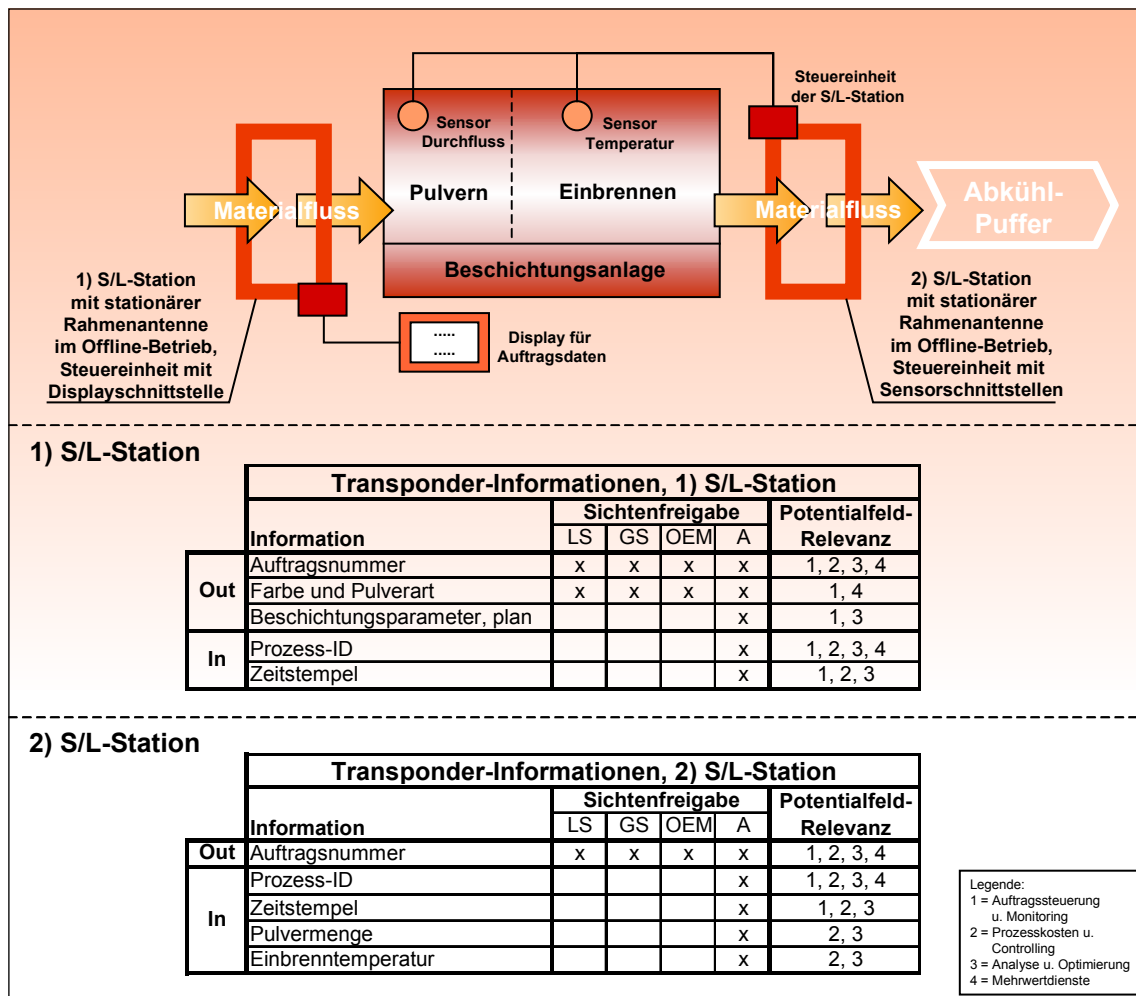 Steuereinheit
der S/L-Station
Sensor
Durchfluss
Sensor
Temperatur
Materialfluss
Pulvern
Einbrennen
Materialfluss
Abkühl-
Puffer
Beschichtungsanlage
1) S/L-Station
mit stationärer
Rahmenantenne
im Offline-Betrieb,
Steuereinheit mit
Displayschnittstelle
.....
.....
Display für
Auftragsdaten
2) S/L-Station
mit stationärer
Rahmenantenne
im Offline-Betrieb,
Steuereinheit mit
Sensorschnittstellen
1) S/L-Station
Transponder-Informationen, 1) S/L-Station
Sichtenfreigabe Potentialfeld-
Information LS GS OEM A Relevanz
Out Auftragsnummer x x x x 1, 2, 3, 4
Farbe und Pulverart x x x x 1, 4
Beschichtungsparameter, plan x 1, 3
In Prozess-ID x 1, 2, 3, 4
Zeitstempel x 1, 2, 3
2) S/L-Station
Transponder-Informationen, 2) S/L-Station
Sichtenfreigabe Potentialfeld-
Information LS GS OEM A Relevanz
Out Auftragsnummer x x x x 1, 2, 3, 4
In Prozess-ID x 1, 2, 3, 4
Zeitstempel x 1, 2, 3
Pulvermenge x 2, 3
Einbrenntemperatur x 2, 3
Legende:
1 = Auftragssteuerung
u. Monitoring
2 = Prozesskosten u.
Controlling
3 = Analyse u. Optimierung
4 = Mehrwertdienste